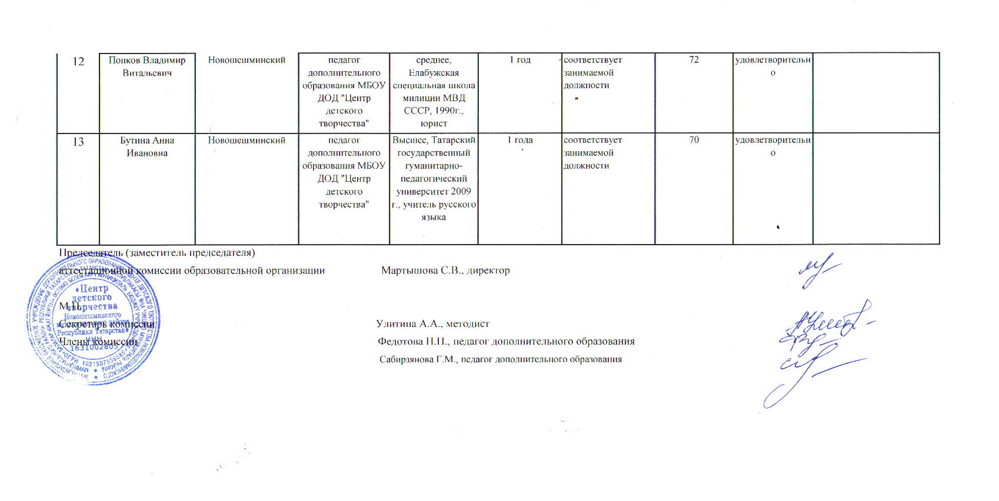 12
Попков Владимир
Витальевич
Новошешминский
педагог
дополнительного
образования МБОУ
ДОД "Центр
детского
творчества"
среднее,
Елабужская
специальная школа
милиции МВД
СССР, 1990г.,
юрист
1 год
соответствует
занимаемой
должности
72
удовлетворительн
о
13
Бутина Анна
Ивановна
Новошешминский
педагог
дополнительного
образования МБОУ
ДОД "Центр
детского
творчества"
Высшее, Татарский
государственный
гуманитарно-
педагогический
университет 2009
г., учитель русского
языка
1 года
соответствует
занимаемой
должности
70
удовлетворительн
о
Председатель (заместитель председателя)
аттестационной комиссии образовательной организации Мартышова С.В., директор
М.П.
Секретарь комиссии Улитина А.А., методист
Члены комиссии Федотова Н.П., педагог дополнительного образования
Сабирзянова Г.М., педагог дополнительного образования
«Центр
детского
творчества
Новошешминского
муниципального района
Республики Татарстан»
ИНН
1631002805